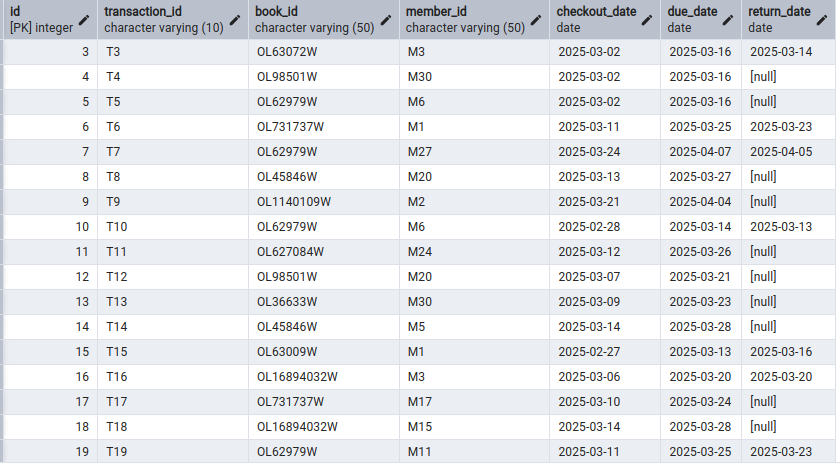 id transaction_id book_id member_id checkout_date due_date return_date
[PK] integer character varying (10) character varying (50) character varying (50) date date date
3 T3 OL63072W M3 2025-03-02 2025-03-16 2025-03-14
4 T4 OL98501W M30 2025-03-02 2025-03-16 [null]
5 T5 OL62979W M6 2025-03-02 2025-03-16 [null]
6 T6 OL731737W M1 2025-03-11 2025-03-25 2025-03-23
7 T7 OL62979W M27 2025-03-24 2025-04-07 2025-04-05
8 T8 OL45846W M20 2025-03-13 2025-03-27 [null]
9 T9 OL1140109W M2 2025-03-21 2025-04-04 [null]
10 T10 OL62979W M6 2025-02-28 2025-03-14 2025-03-13
11 T11 OL627084W M24 2025-03-12 2025-03-26 [null]
12 T12 OL98501W M20 2025-03-07 2025-03-21 [null]
13 T13 OL36633W M30 2025-03-09 2025-03-23 [null]
14 T14 OL45846W M5 2025-03-14 2025-03-28 [null]
15 T15 OL63009W M1 2025-02-27 2025-03-13 2025-03-16
16 T16 OL16894032W M3 2025-03-06 2025-03-20 2025-03-20
17 T17 OL731737W M17 2025-03-10 2025-03-24 [null]
18 T18 OL16894032W M15 2025-03-14 2025-03-28 [null]
19 T19 OL62979W M11 2025-03-11 2025-03-25 2025-03-23